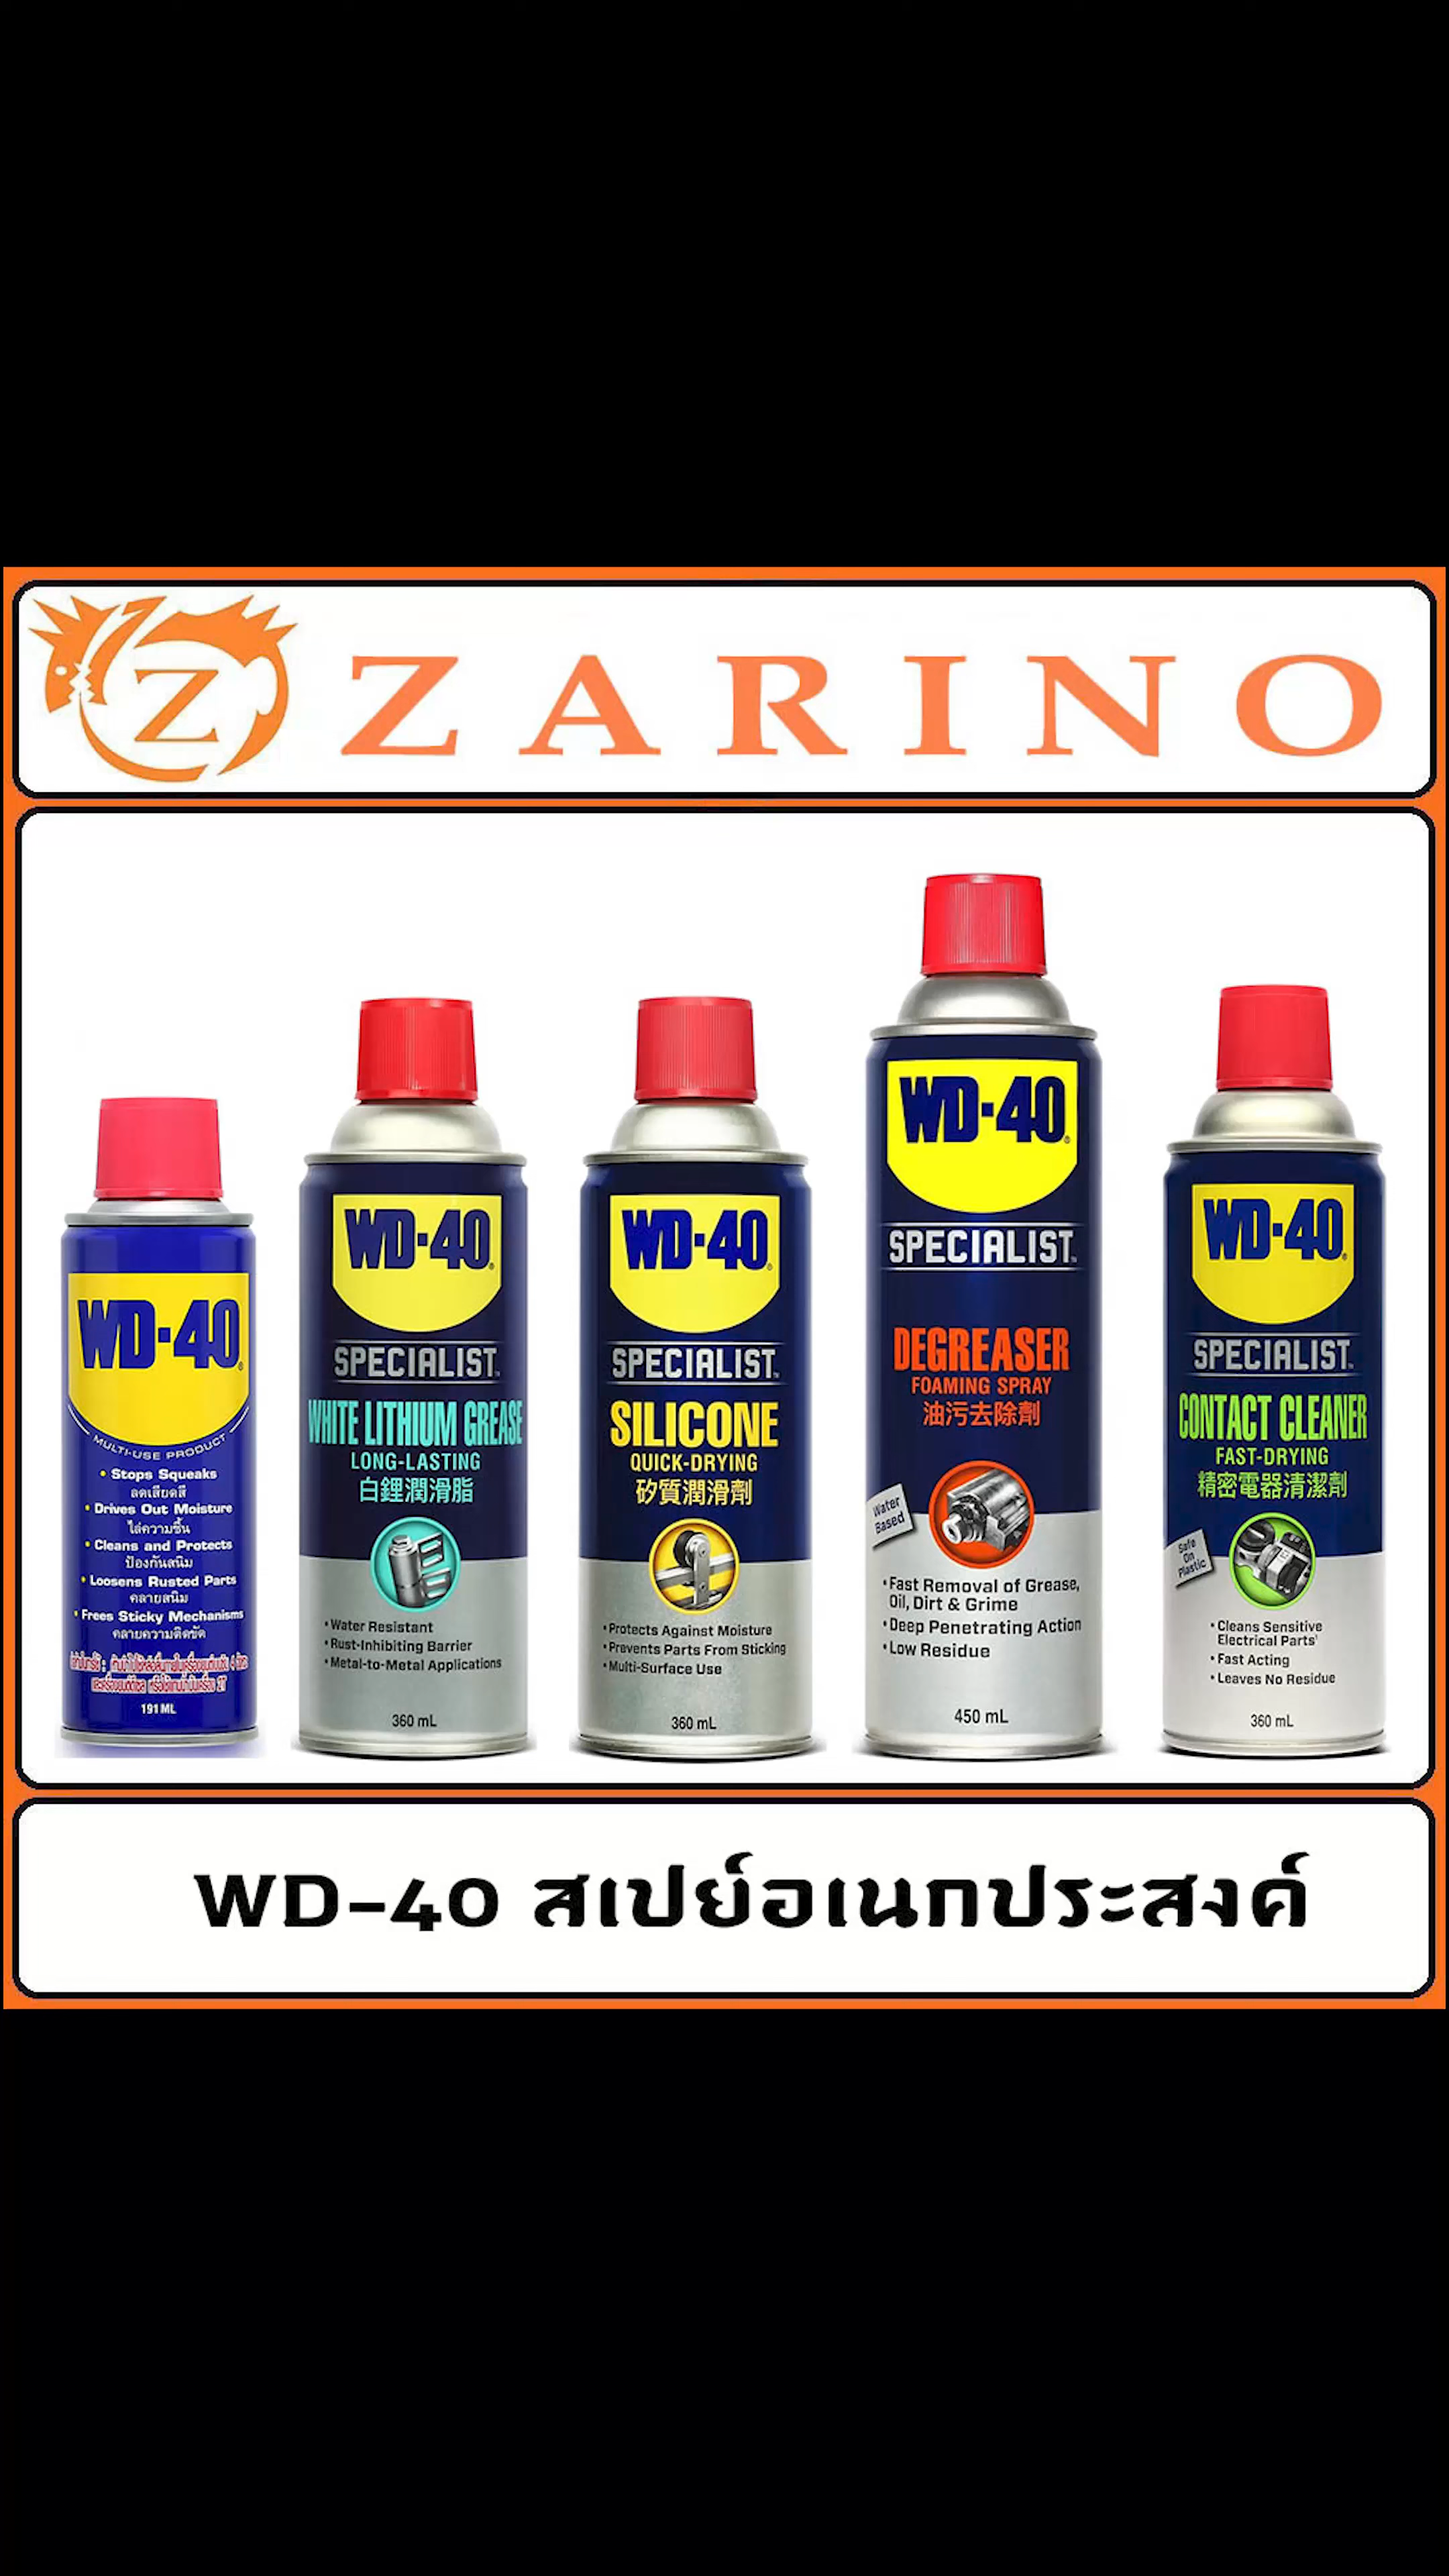 Z ZARINO
WD-40
MULTI-USE PRODUCT
• Stops Squeaks
ลดเสียดสี
• Drives Out Moisture
ไล่ความชื้น
• Cleans and Protects
ป้องกันสนิม
• Loosens Rusted Parts
คลายสนิม
• Frees Sticky Mechanisms
คลายความติดขัด
191 ML
WD-40
SPECIALIST
WHITE LITHIUM GREASE
LONG-LASTING
白鋰潤滑脂
• Water Resistant
• Rust-Inhibiting Barrier
• Metal-to-Metal Applications
360 mL
WD-40
SPECIALIST
SILICONE
QUICK-DRYING
矽質潤滑劑
• Protects Against Moisture
• Prevents Parts From Sticking
• Multi-Surface Use
360 mL
WD-40
SPECIALIST
DEGREASER
FOAMING SPRAY
油污去除劑
Water
Based
• Fast Removal of Grease,
Oil, Dirt & Grime
• Deep Penetrating Action
• Low Residue
450 mL
WD-40
SPECIALIST
CONTACT CLEANER
FAST-DRYING
精密電器清潔劑
Safe
On
Plastic
• Cleans Sensitive
Electrical Parts
• Fast Acting
• Leaves No Residue
360 mL
WD-40 สเปย์อเนกประสงค์